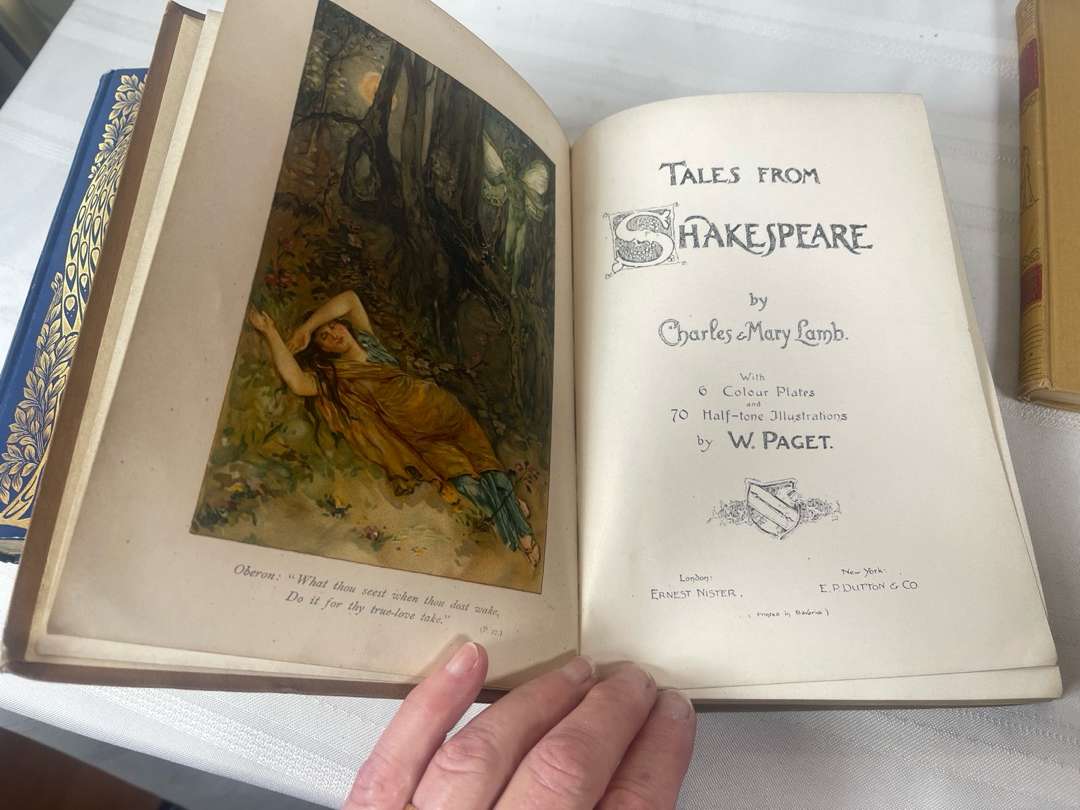 Oberon: "What thou seest when thou dost wake,
Do it for thy true-love take."
(P. 12.)
TALES FROM
SHAKESPEARE
by
Charles & Mary Lamb.
With
6 Colour Plates
and
70 Half-tone Illustrations
by W. PAGET.
London:
ERNEST NISTER.
New York:
E. P. DUTTON & CO
(Printed in Bavaria)